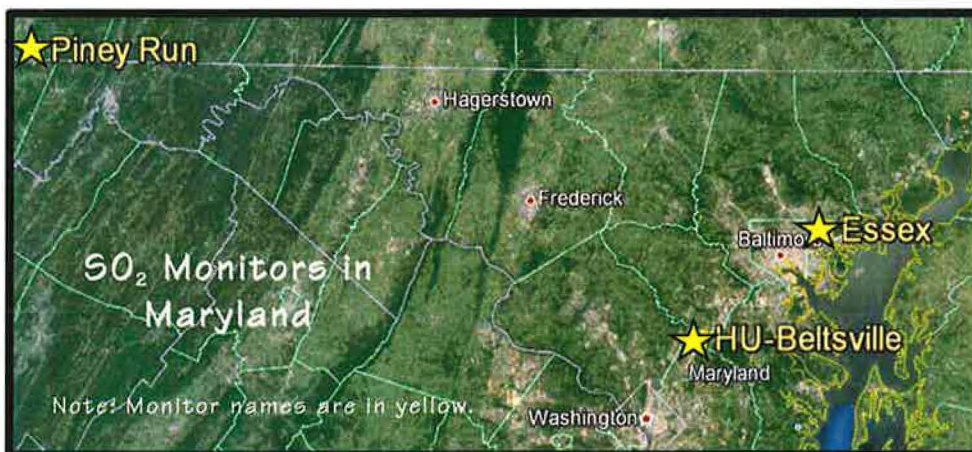 Piney Run
Hagerstown
Frederick
Essex
SO₂ Monitors in
Maryland
HU-Beltsville
Maryland
Note: Monitor names are in yellow.
Washington